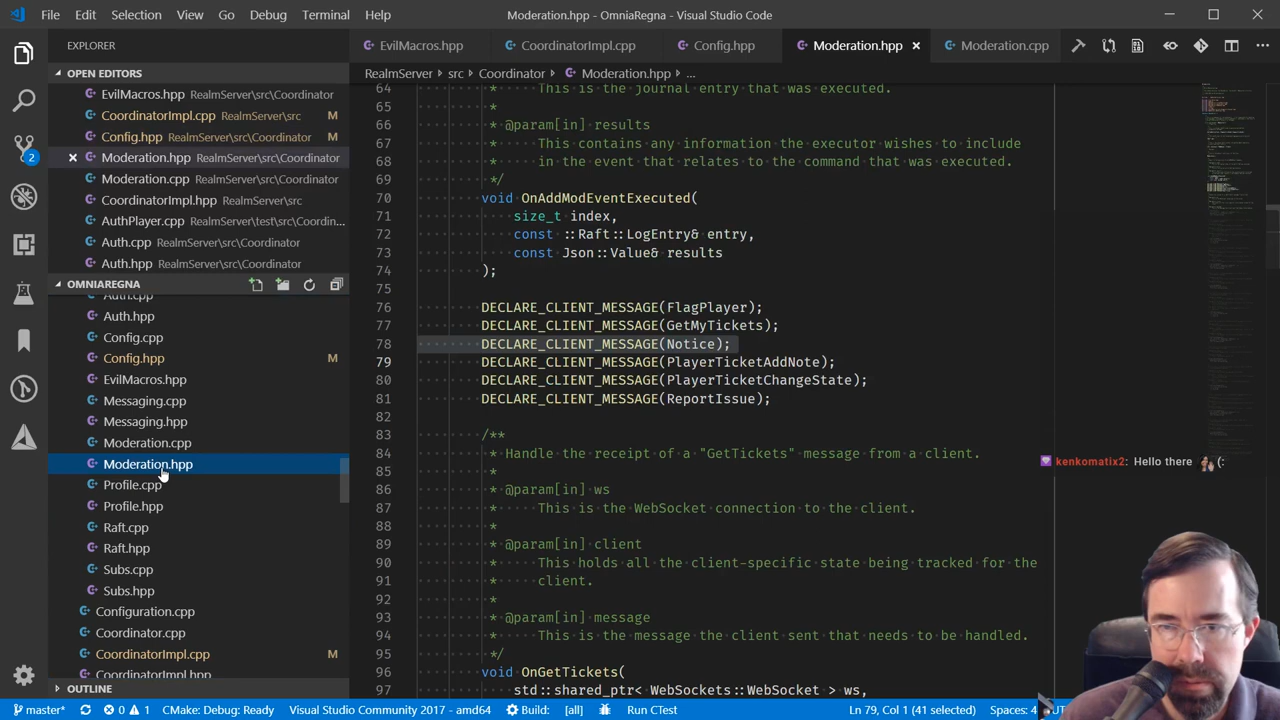 File Edit Selection View Go Debug Terminal Help
Moderation.hpp - OmniaRegna - Visual Studio Code
EXPLORER
OPEN EDITORS
EvilMacros.hpp RealmServer\src\Coordinator
CoordinatorImpl.cpp RealmServer\src M
Config.hpp RealmServer\src\Coordinator M
Moderation.hpp RealmServer\src\Coordinator
Moderation.cpp RealmServer\src\Coordinator
CoordinatorImpl.hpp RealmServer\src
AuthPlayer.cpp RealmServer\test\src\Coordin...
Auth.cpp RealmServer\src\Coordinator
Auth.hpp RealmServer\src\Coordinator
OMNIAREGNA
Auth.cpp
Auth.hpp
Config.cpp
Config.hpp M
EvilMacros.hpp
Messaging.cpp
Messaging.hpp
Moderation.cpp
Moderation.hpp
Profile.cpp
Profile.hpp
Raft.cpp
Raft.hpp
Subs.cpp
Subs.hpp
Configuration.cpp
Coordinator.cpp
CoordinatorImpl.cpp M
CoordinatorImpl.hpp
OUTLINE
2
EvilMacros.hpp CoordinatorImpl.cpp Config.hpp Moderation.hpp Moderation.cpp
RealmServer > src > Coordinator > Moderation.hpp > ...
64 * This is the journal entry that was executed.
65 *
66 * @param[in] results
67 * This contains any information the executor wishes to include
68 * in the event that relates to the command that was executed.
69 */
70 void OnAddModEventExecuted(
71 size_t index,
72 const ::Raft::LogEntry& entry,
73 const Json::Value& results
74 );
75
76 DECLARE_CLIENT_MESSAGE(FlagPlayer);
77 DECLARE_CLIENT_MESSAGE(GetMyTickets);
78 DECLARE_CLIENT_MESSAGE(Notice);
79 DECLARE_CLIENT_MESSAGE(PlayerTicketAddNote);
80 DECLARE_CLIENT_MESSAGE(PlayerTicketChangeState);
81 DECLARE_CLIENT_MESSAGE(ReportIssue);
82
83 /**
84 * Handle the receipt of a "GetTickets" message from a client.
85 *
86 * @param[in] ws
87 * This is the WebSocket connection to the client.
88 *
89 * @param[in] client
90 * This holds all the client-specific state being tracked for the
91 * client.
92 *
93 * @param[in] message
94 * This is the message the client sent that needs to be handled.
95 */
96 void OnGetTickets(
97 std::shared_ptr< WebSockets::WebSocket > ws,
kenkomatix2: Hello there (:
master* 0 1 CMake: Debug: Ready Visual Studio Community 2017 - amd64 Build: [all] Run CTest Ln 79, Col 1 (41 selected) Spaces: 4